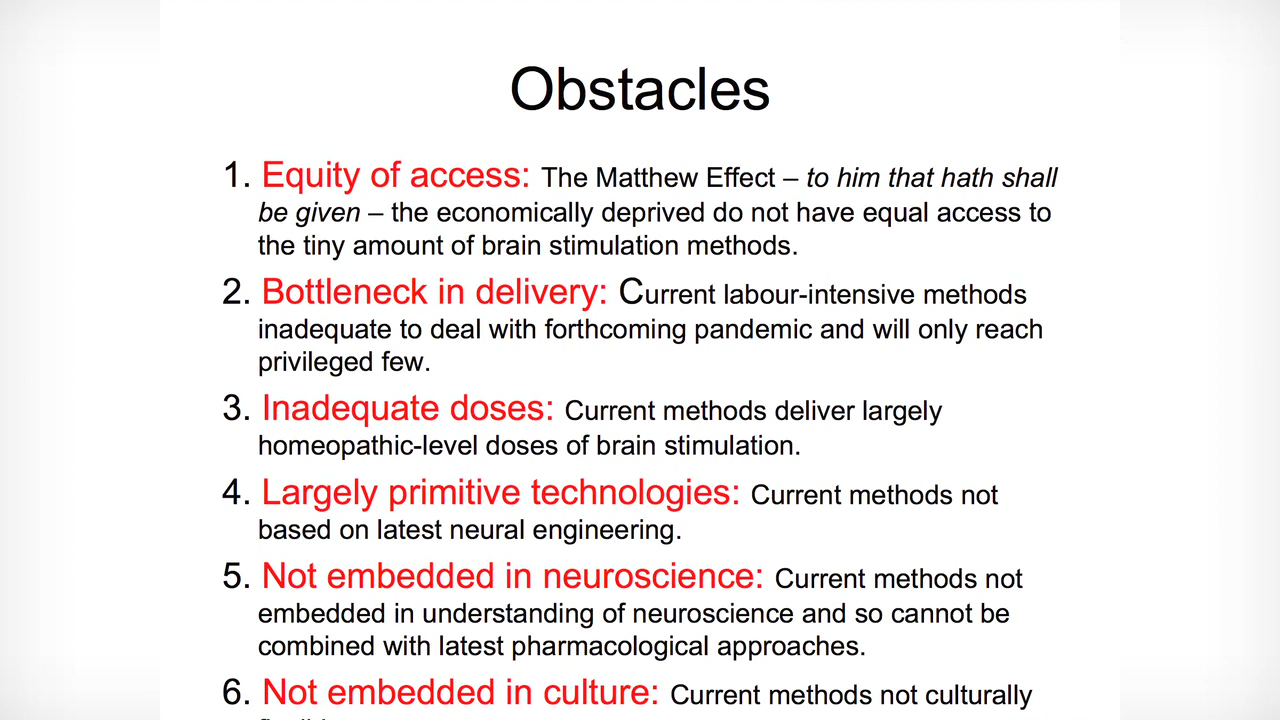 Obstacles
1. Equity of access: The Matthew Effect – to him that hath shall
be given – the economically deprived do not have equal access to
the tiny amount of brain stimulation methods.
2. Bottleneck in delivery: Current labour-intensive methods
inadequate to deal with forthcoming pandemic and will only reach
privileged few.
3. Inadequate doses: Current methods deliver largely
homeopathic-level doses of brain stimulation.
4. Largely primitive technologies: Current methods not
based on latest neural engineering.
5. Not embedded in neuroscience: Current methods not
embedded in understanding of neuroscience and so cannot be
combined with latest pharmacological approaches.
6. Not embedded in culture: Current methods not culturally